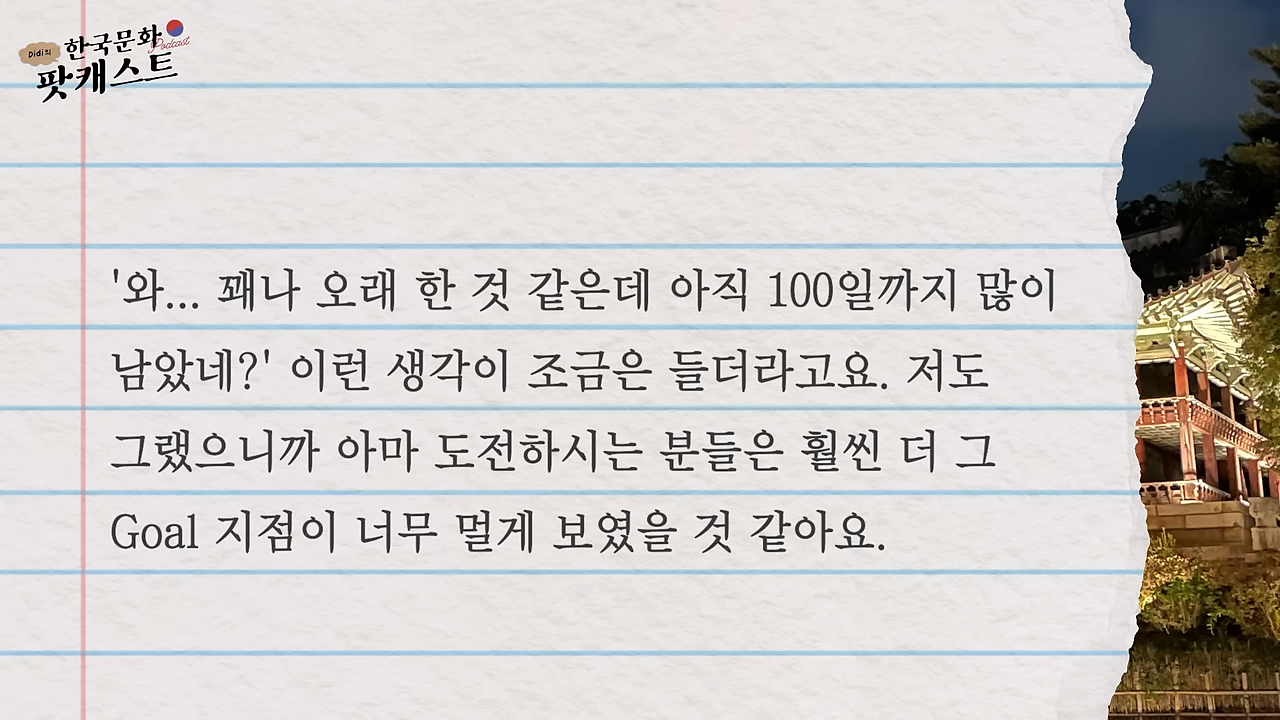 Didi의
한국문화
Podcast
팟캐스트
'와... 꽤나 오래 한 것 같은데 아직 100일까지 많이
남았네?' 이런 생각이 조금은 들더라고요. 저도
그랬으니까 아마 도전하시는 분들은 훨씬 더 그
Goal 지점이 너무 멀게 보였을 것 같아요.